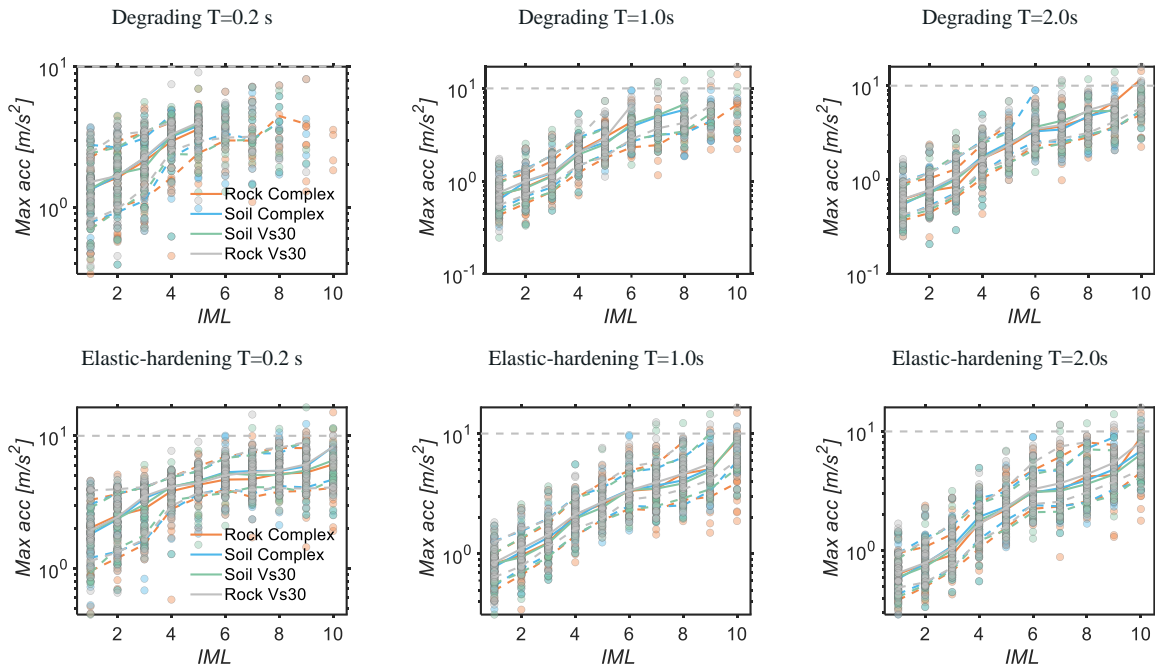 Degrading T=0.2 s
Degrading T=1.0s
Degrading T=2.0s
10^1
10^0
Max acc [m/s^2]
2 4 6 8 10
IML
Rock Complex
Soil Complex
Soil Vs30
Rock Vs30
10^1
10^0
10^-1
Max acc [m/s^2]
2 4 6 8 10
IML
10^1
10^0
10^-1
Max acc [m/s^2]
2 4 6 8 10
IML
Elastic-hardening T=0.2 s
Elastic-hardening T=1.0s
Elastic-hardening T=2.0s
10^1
10^0
Max acc [m/s^2]
2 4 6 8 10
IML
Rock Complex
Soil Complex
Soil Vs30
Rock Vs30
10^1
10^0
Max acc [m/s^2]
2 4 6 8 10
IML
10^1
10^0
Max acc [m/s^2]
2 4 6 8 10
IML